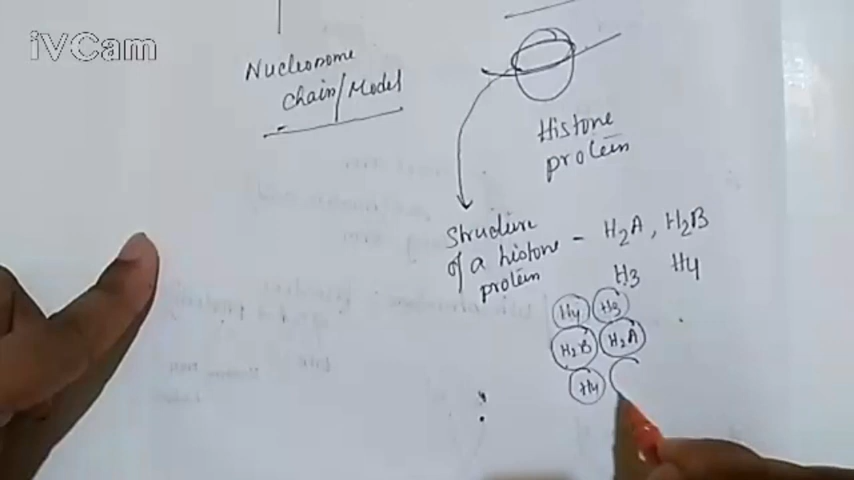 iVCam
Nucleosome
chain/Model
Histone
protein
Structure
of a histone
protein
- H2A, H2B
H3 H4
H4 H3
H2B H2A
H4